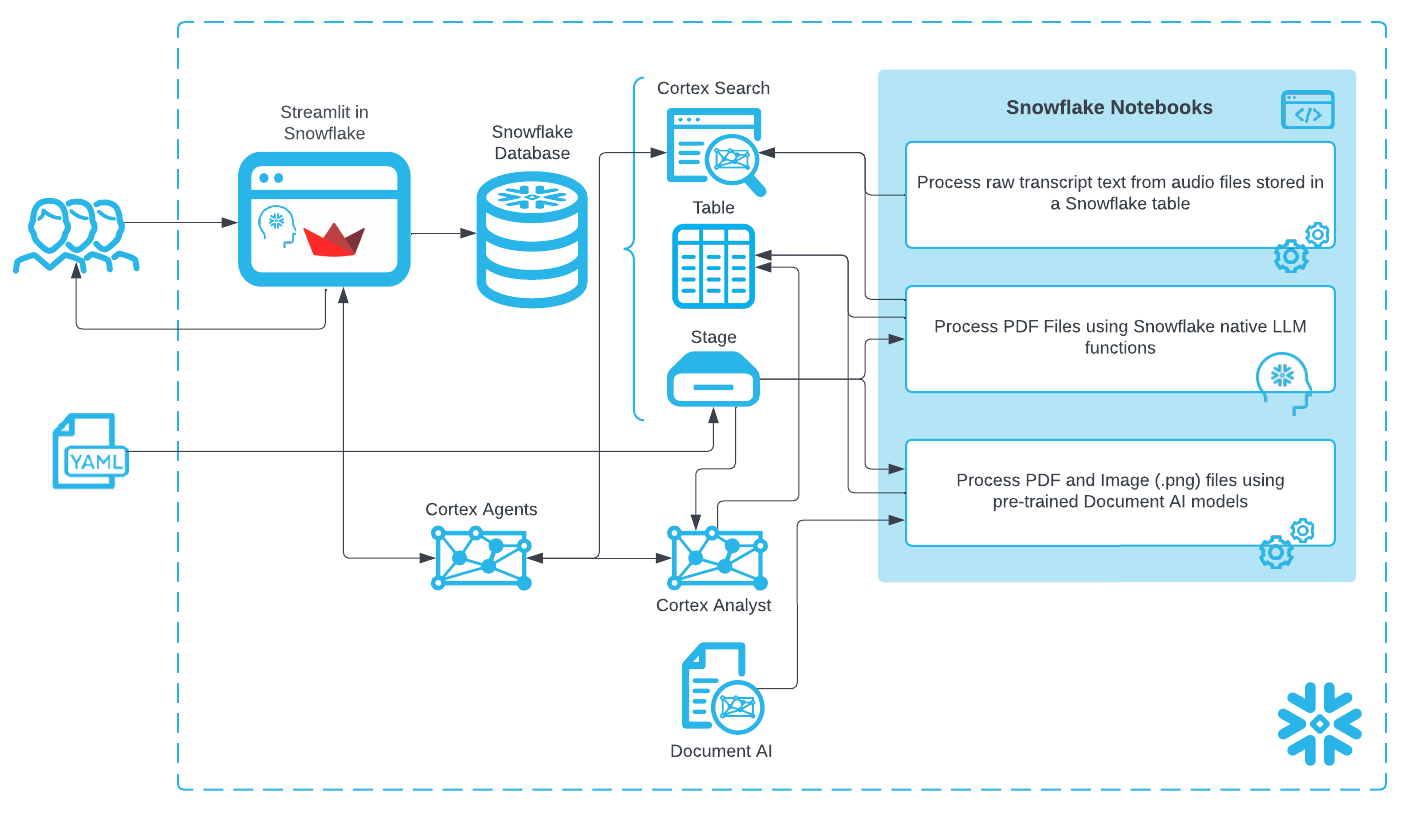 Streamlit in
Snowflake
Snowflake
Database
Cortex Search
Table
Stage
Snowflake Notebooks
</>
Process raw transcript text from audio files stored in
a Snowflake table
Process PDF Files using Snowflake native LLM
functions
Process PDF and Image (.png) files using
pre-trained Document AI models
YAML
Cortex Agents
Cortex Analyst
Document AI